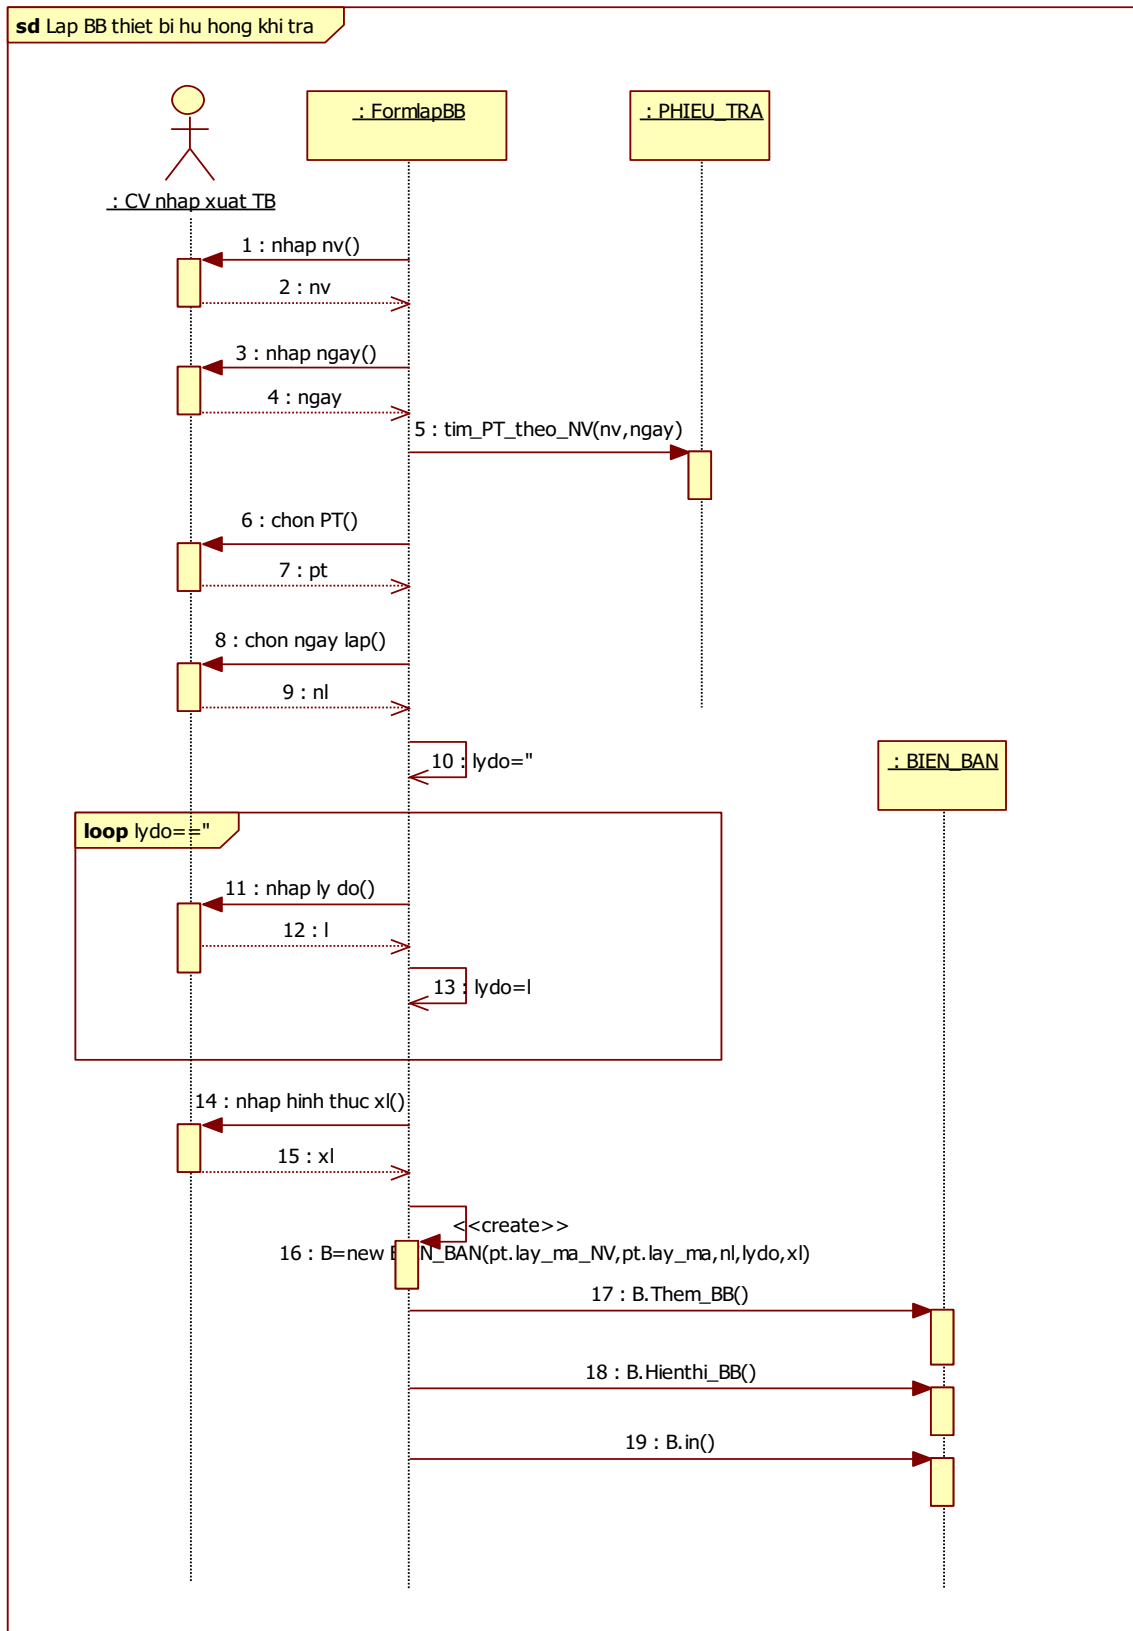 sd Lap BB thiet bi hu hong khi tra
: FormlapBB
: PHIEU_TRA
: CV nhap xuat TB
1 : nhap nv()
2 : nv
3 : nhap ngay()
4 : ngay
5 : tim_PT_theo_NV(nv,ngay)
6 : chon PT()
7 : pt
8 : chon ngay lap()
9 : nl
10 : lydo=''
: BIEN_BAN
loop lydo==''
11 : nhap ly do()
12 : l
13 : lydo=l
14 : nhap hinh thuc xl()
15 : xl
<<create>>
16 : B=new BIEN_BAN(pt.lay_ma_NV,pt.lay_ma,nl,lydo,xl)
17 : B.Them_BB()
18 : B.Hienthi_BB()
19 : B.in()